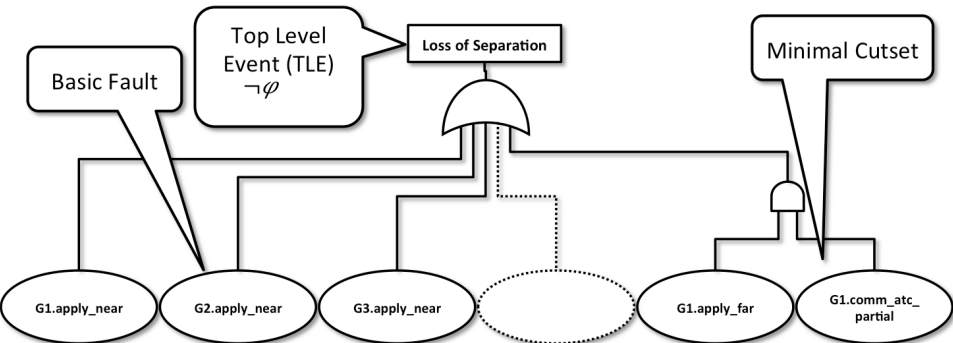 Top Level
Event (TLE)
¬φ
Loss of Separation
Basic Fault
Minimal Cutset
G1.apply_near
G2.apply_near
G3.apply_near
G1.apply_far
G1.comm_atc_
partial